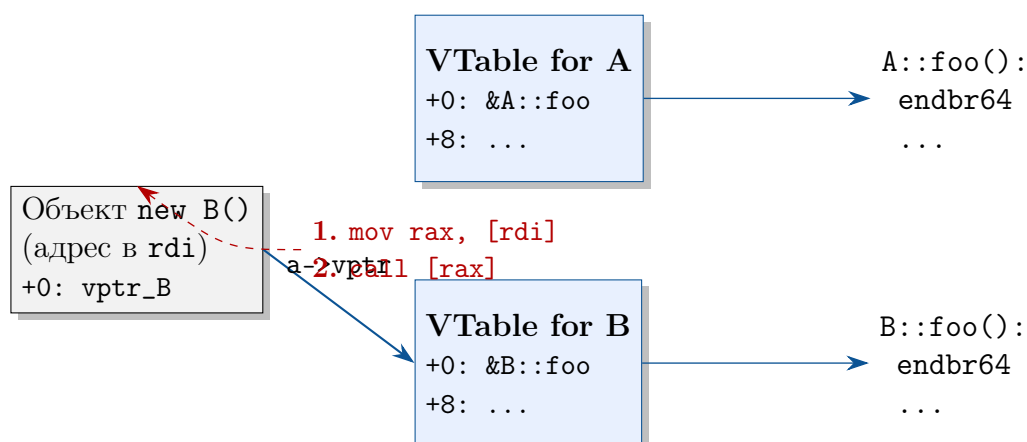 VTable for A
+0: &A::foo
+8: ...
A::foo():
endbr64
...
Объект new B()
(адрес в rdi)
+0: vptr_B
1. mov rax, [rdi]
a->vptr
2. call [rax]
VTable for B
+0: &B::foo
+8: ...
B::foo():
endbr64
...